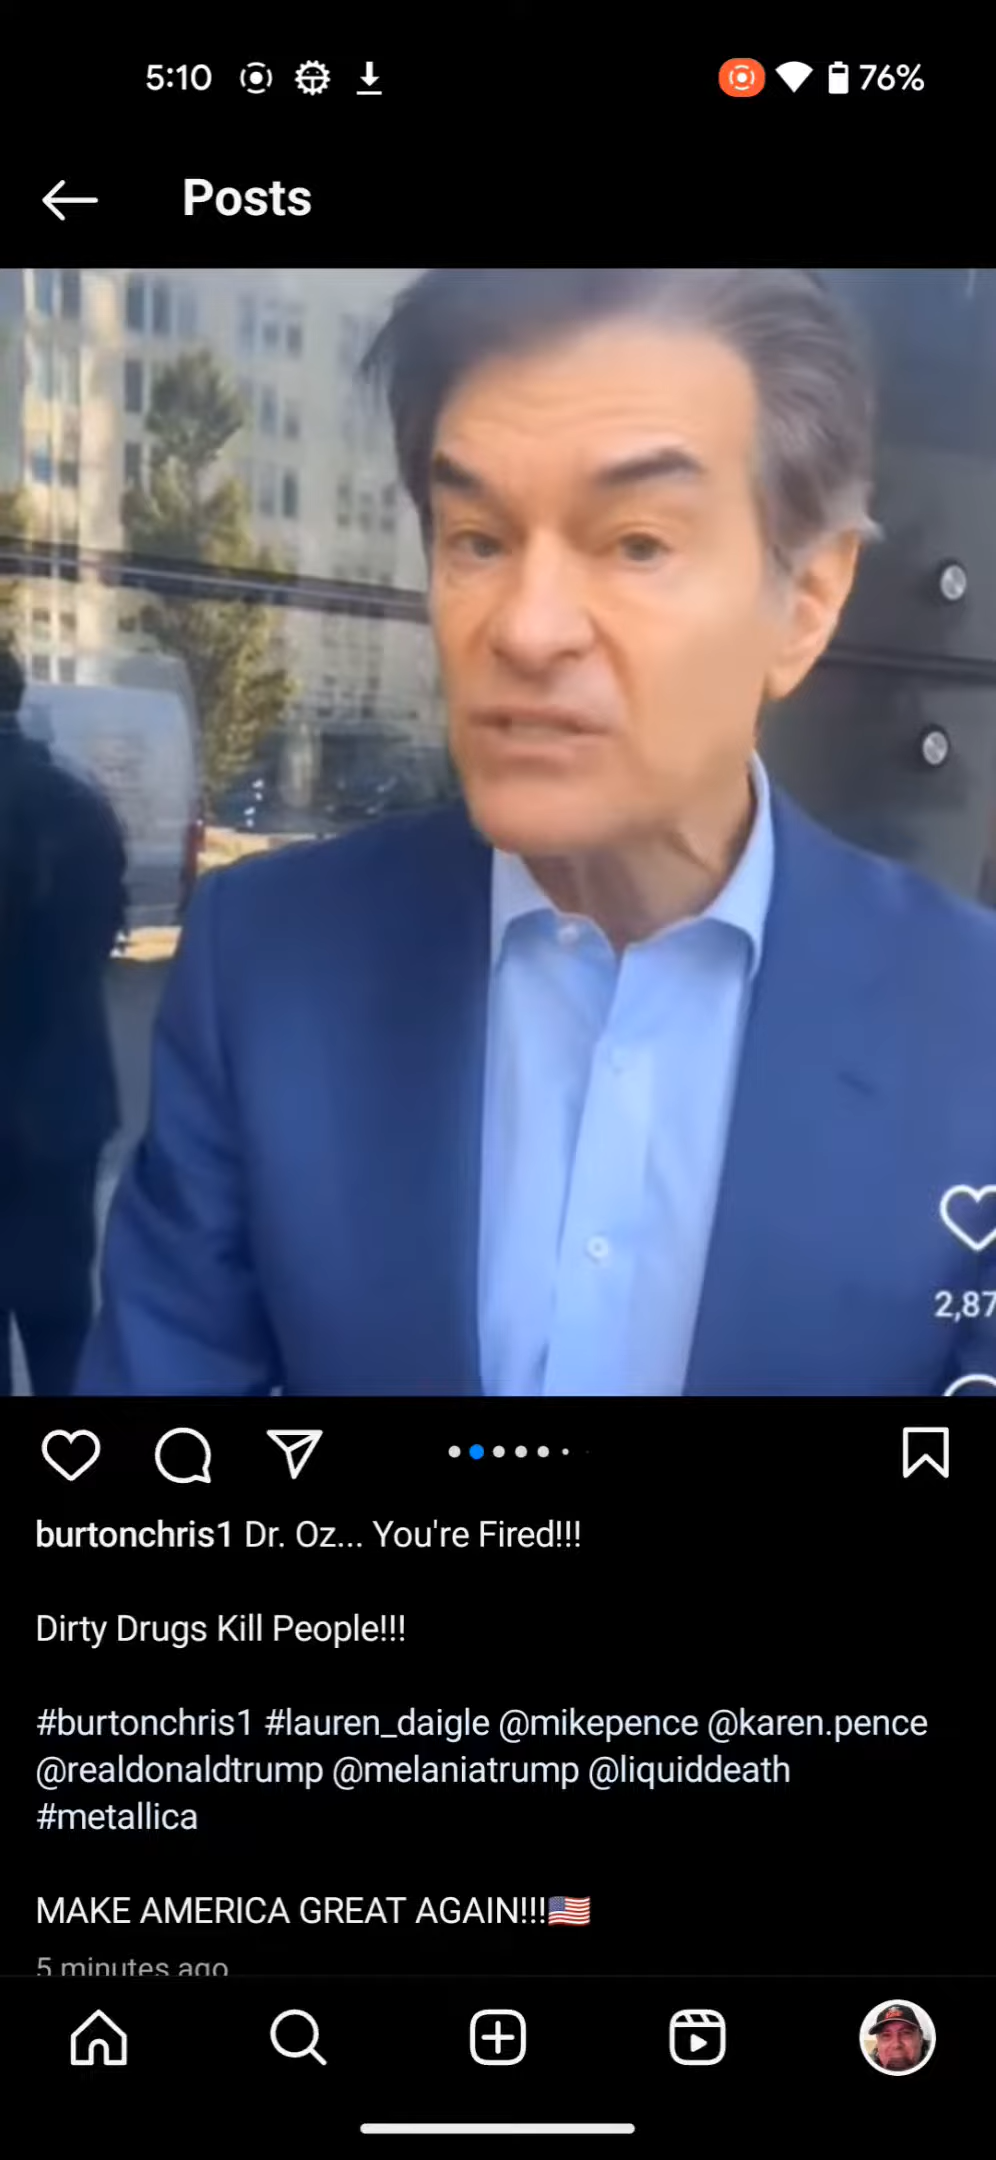 5:10
76%
Posts
2,87
burtonchris1 Dr. Oz... You're Fired!!!
Dirty Drugs Kill People!!!
#burtonchris1 #lauren_daigle @mikepence @karen.pence
@realdonaldtrump @melaniatrump @liquiddeath
#metallica
MAKE AMERICA GREAT AGAIN!!!🇺🇸
5 minutes ago